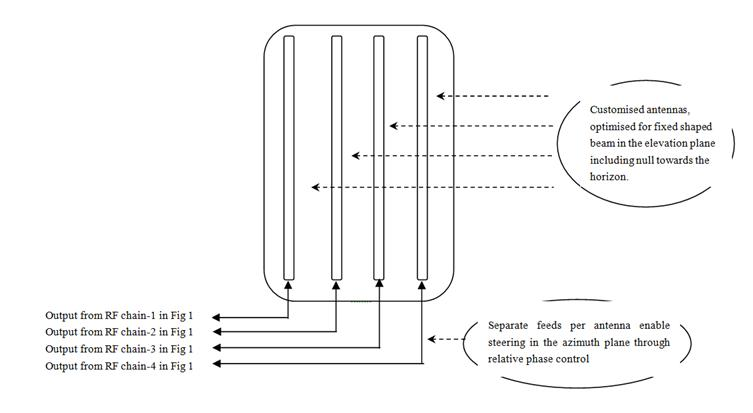 Customised antennas,
optimised for fixed shaped
beam in the elevation plane
including null towards the
horizon.
Output from RF chain-1 in Fig 1
Output from RF chain-2 in Fig 1
Output from RF chain-3 in Fig 1
Output from RF chain-4 in Fig 1
Separate feeds per antenna enable
steering in the azimuth plane through
relative phase control